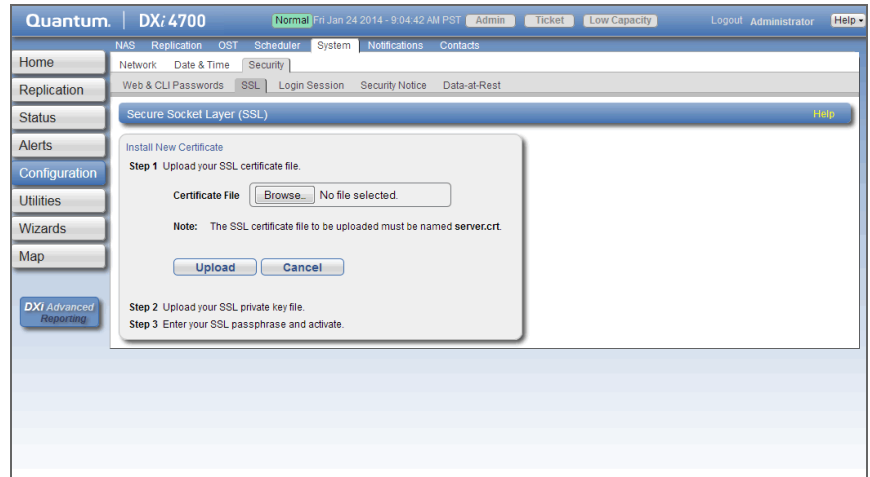 Quantum. DXi 4700 Normal Fri Jan 24 2014 - 9:04:42 AM PST Admin Ticket Low Capacity Logout Administrator Help
NAS Replication OST Scheduler System Notifications Contacts
Home
Network Date & Time Security
Replication
Web & CLI Passwords SSL Login Session Security Notice Data-at-Rest
Status
Secure Socket Layer (SSL) Help
Alerts
Install New Certificate
Step 1 Upload your SSL certificate file.
Configuration
Certificate File Browse... No file selected.
Utilities
Wizards
Note: The SSL certificate file to be uploaded must be named server.crt.
Map
Upload Cancel
DXi Advanced
Reporting
Step 2 Upload your SSL private key file.
Step 3 Enter your SSL passphrase and activate.